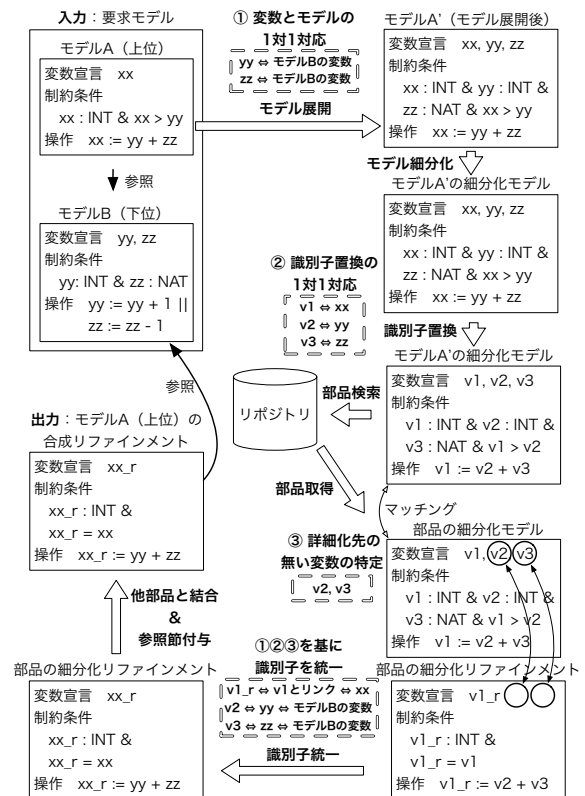 入力：要求モデル
モデルA（上位）
変数宣言 xx
制約条件
xx : INT & xx > yy
操作 xx := yy + zz
参照
モデルB（下位）
変数宣言 yy, zz
制約条件
yy: INT & zz : NAT
操作 yy := yy + 1 ||
zz := zz - 1
① 変数とモデルの
1対1対応
yy ⇔ モデルBの変数
zz ⇔ モデルBの変数
モデル展開
モデルA'（モデル展開後）
変数宣言 xx, yy, zz
制約条件
xx : INT & yy : INT &
zz : NAT & xx > yy
操作 xx := yy + zz
モデル細分化
モデルA'の細分化モデル
変数宣言 xx, yy, zz
制約条件
xx : INT & yy : INT &
zz : NAT & xx > yy
操作 xx := yy + zz
② 識別子置換の
1対1対応
v1 ⇔ xx
v2 ⇔ yy
v3 ⇔ zz
識別子置換
モデルA'の細分化モデル
変数宣言 v1, v2, v3
制約条件
v1 : INT & v2 : INT &
v3 : NAT & v1 > v2
操作 v1 := v2 + v3
部品検索
リポジトリ
部品取得
マッチング
部品の細分化モデル
変数宣言 v1, v2, v3
制約条件
v1 : INT & v2 : INT &
v3 : NAT & v1 > v2
操作 v1 := v2 + v3
③ 詳細化先の
無い変数の特定
v2, v3
部品の細分化リファインメント
変数宣言 v1_r
制約条件
v1_r : INT &
v1_r = v1
操作 v1_r := v2 + v3
①②③を基に
識別子を統一
v1_r ⇔ v1とリンク ⇔ xx
v2 ⇔ yy ⇔ モデルBの変数
v3 ⇔ zz ⇔ モデルBの変数
識別子統一
部品の細分化リファインメント
変数宣言 xx_r
制約条件
xx_r : INT &
xx_r = xx
操作 xx_r := yy + zz
他部品と結合
&
参照節付与
参照
出力：モデルA（上位）の
合成リファインメント
変数宣言 xx_r
制約条件
xx_r : INT &
xx_r = xx
操作 xx_r := yy + zz